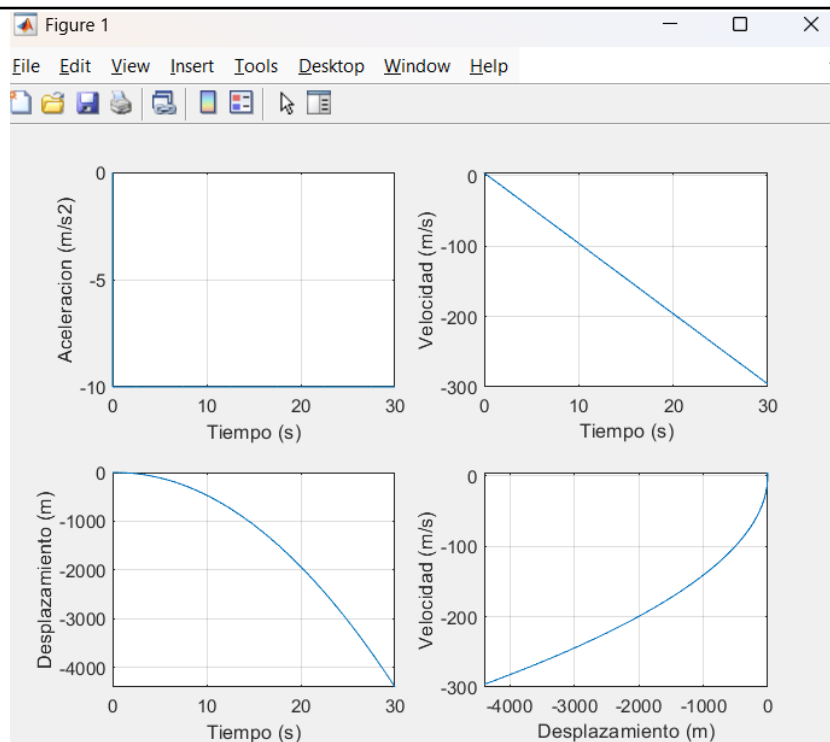 Figure 1
File Edit View Insert Tools Desktop Window Help
0
-5
-10
Aceleracion (m/s2)
0 10 20 30
Tiempo (s)
0
-100
-200
-300
Velocidad (m/s)
0 10 20 30
Tiempo (s)
0
-1000
-2000
-3000
-4000
Desplazamiento (m)
0 10 20 30
Tiempo (s)
0
-100
-200
-300
Velocidad (m/s)
-4000 -3000 -2000 -1000 0
Desplazamiento (m)